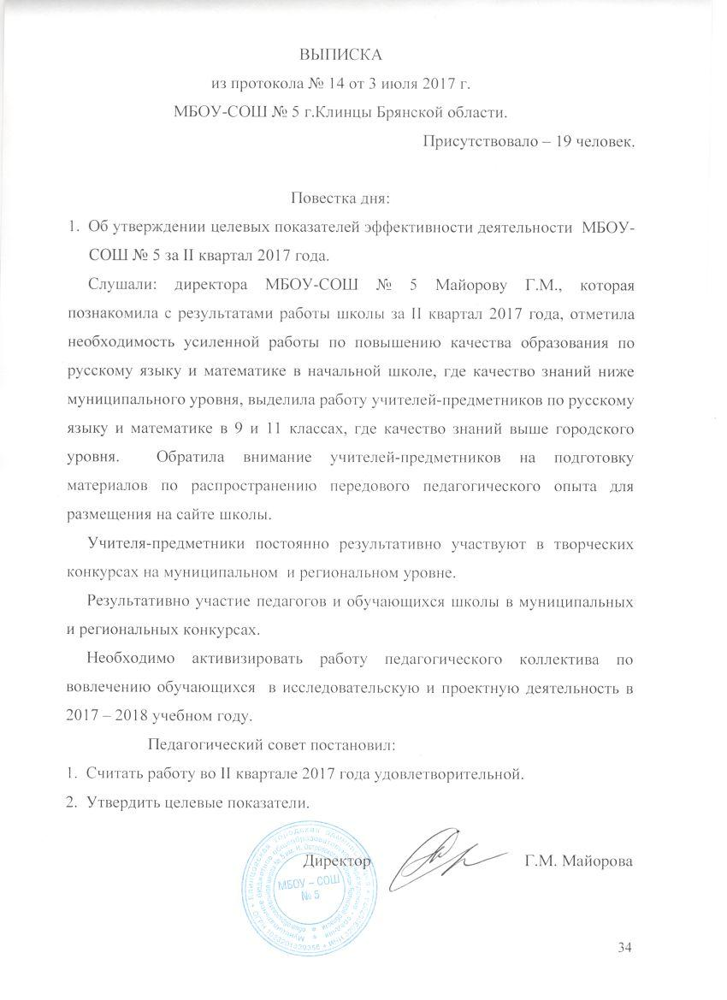 ВЫПИСКА
из протокола № 14 от 3 июля 2017 г.
МБОУ-СОШ № 5 г.Клинцы Брянской области.
Присутствовало – 19 человек.
Повестка дня:
1. Об утверждении целевых показателей эффективности деятельности МБОУ-
СОШ № 5 за II квартал 2017 года.
Слушали: директора МБОУ-СОШ № 5 Майорову Г.М., которая
познакомила с результатами работы школы за II квартал 2017 года, отметила
необходимость усиленной работы по повышению качества образования по
русскому языку и математике в начальной школе, где качество знаний ниже
муниципального уровня, выделила работу учителей-предметников по русскому
языку и математике в 9 и 11 классах, где качество знаний выше городского
уровня. Обратила внимание учителей-предметников на подготовку
материалов по распространению передового педагогического опыта для
размещения на сайте школы.
Учителя-предметники постоянно результативно участвуют в творческих
конкурсах на муниципальном и региональном уровне.
Результативно участие педагогов и обучающихся школы в муниципальных
и региональных конкурсах.
Необходимо активизировать работу педагогического коллектива по
вовлечению обучающихся в исследовательскую и проектную деятельность в
2017 – 2018 учебном году.
Педагогический совет постановил:
1. Считать работу во II квартале 2017 года удовлетворительной.
2. Утвердить целевые показатели.
Директор Г.М. Майорова
МБОУ – СОШ
№ 5
34